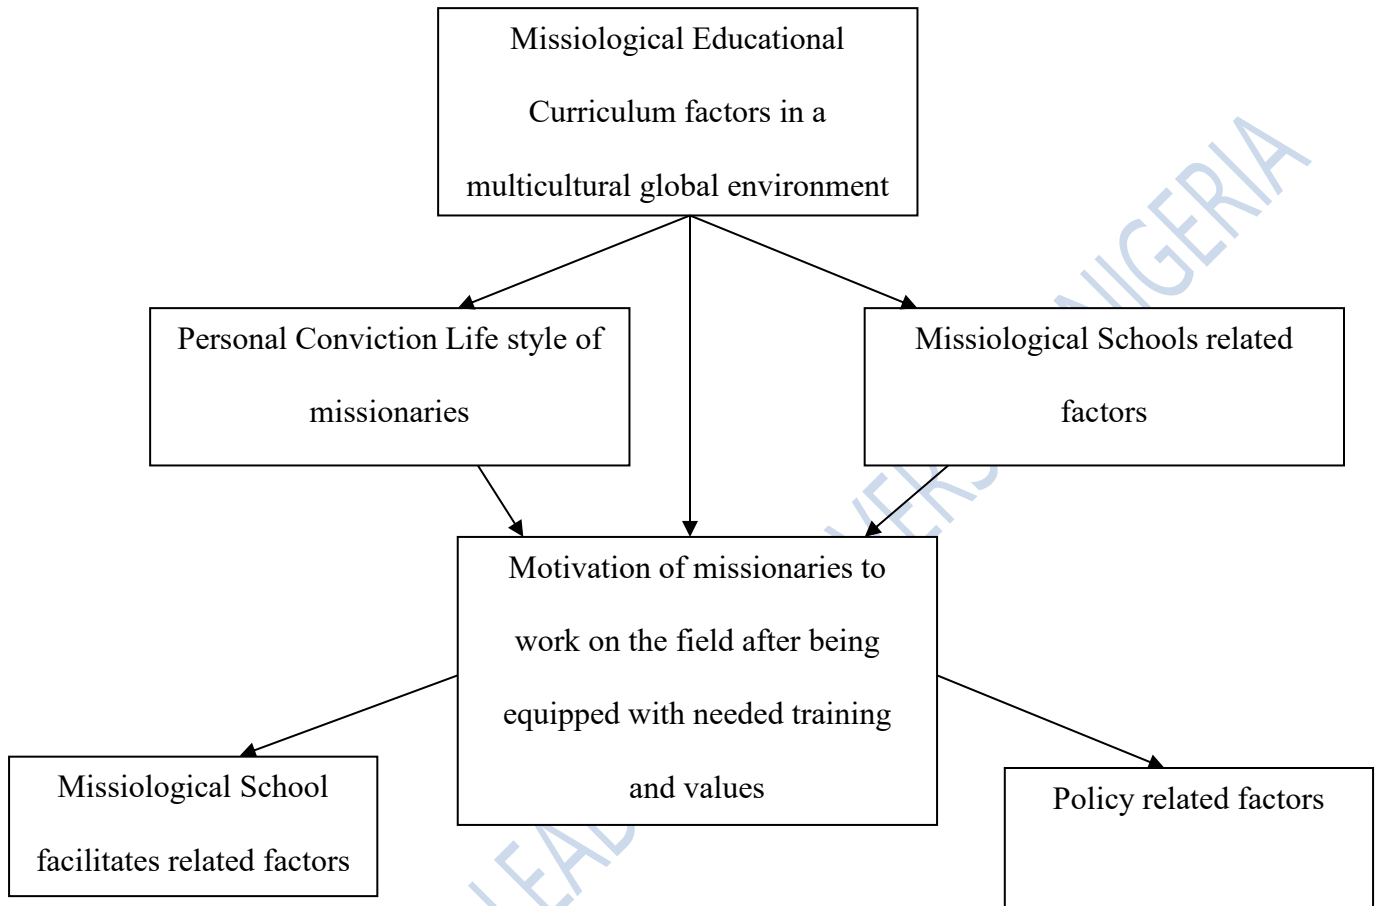 Missiological Educational
Curriculum factors in a
multicultural global environment
Personal Conviction Life style of
missionaries
Missiological Schools related
factors
Motivation of missionaries to
work on the field after being
equipped with needed training
and values
Missiological School
facilitates related factors
Policy related factors
NIGERIA